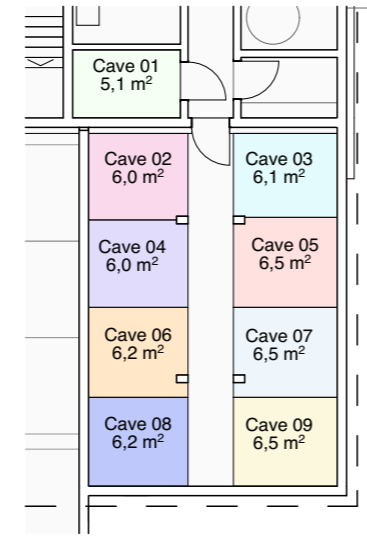 Cave 01
5,1 m²
Cave 02
6,0 m²
Cave 03
6,1 m²
Cave 04
6,0 m²
Cave 05
6,5 m²
Cave 06
6,2 m²
Cave 07
6,5 m²
Cave 08
6,2 m²
Cave 09
6,5 m²